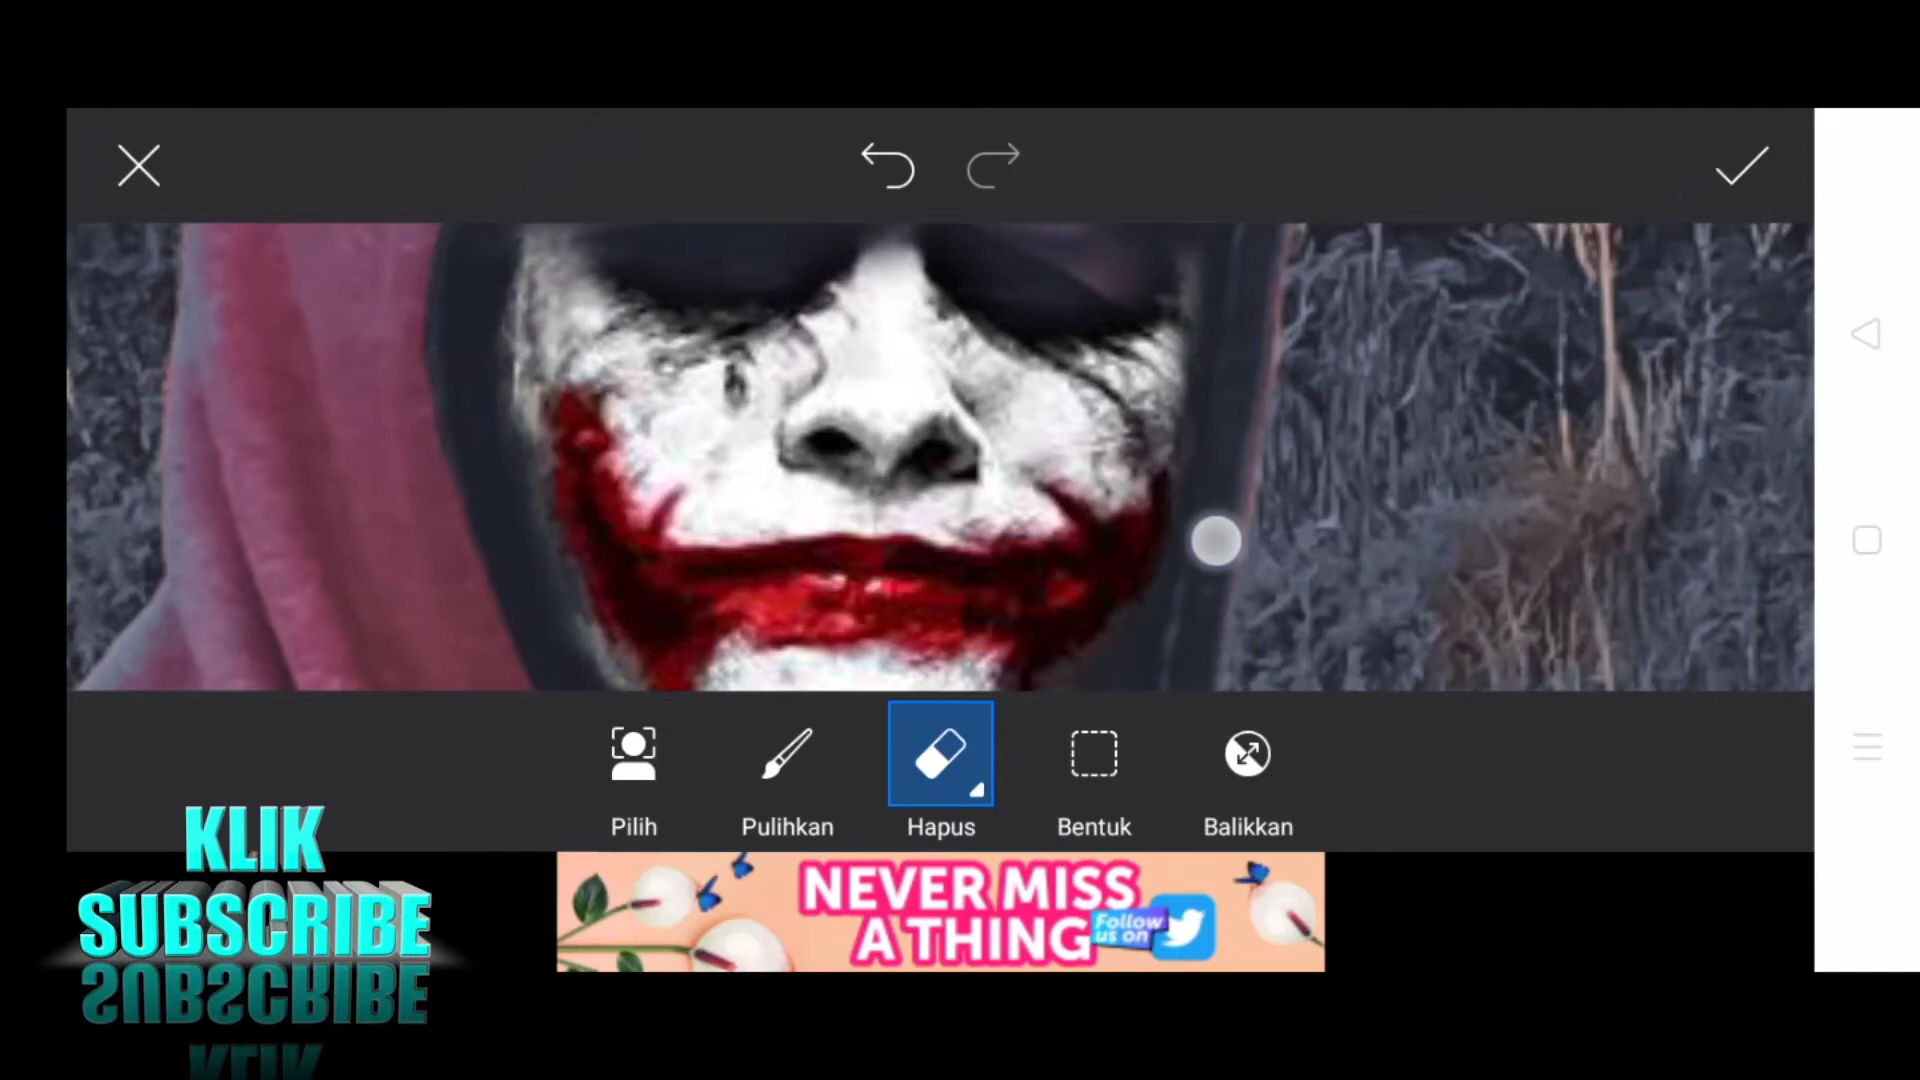 Pilih
Pulihkan
Hapus
Bentuk
Balikkan
KLIK
SUBSCRIBE
NEVER MISS
A THING
Follow
us on